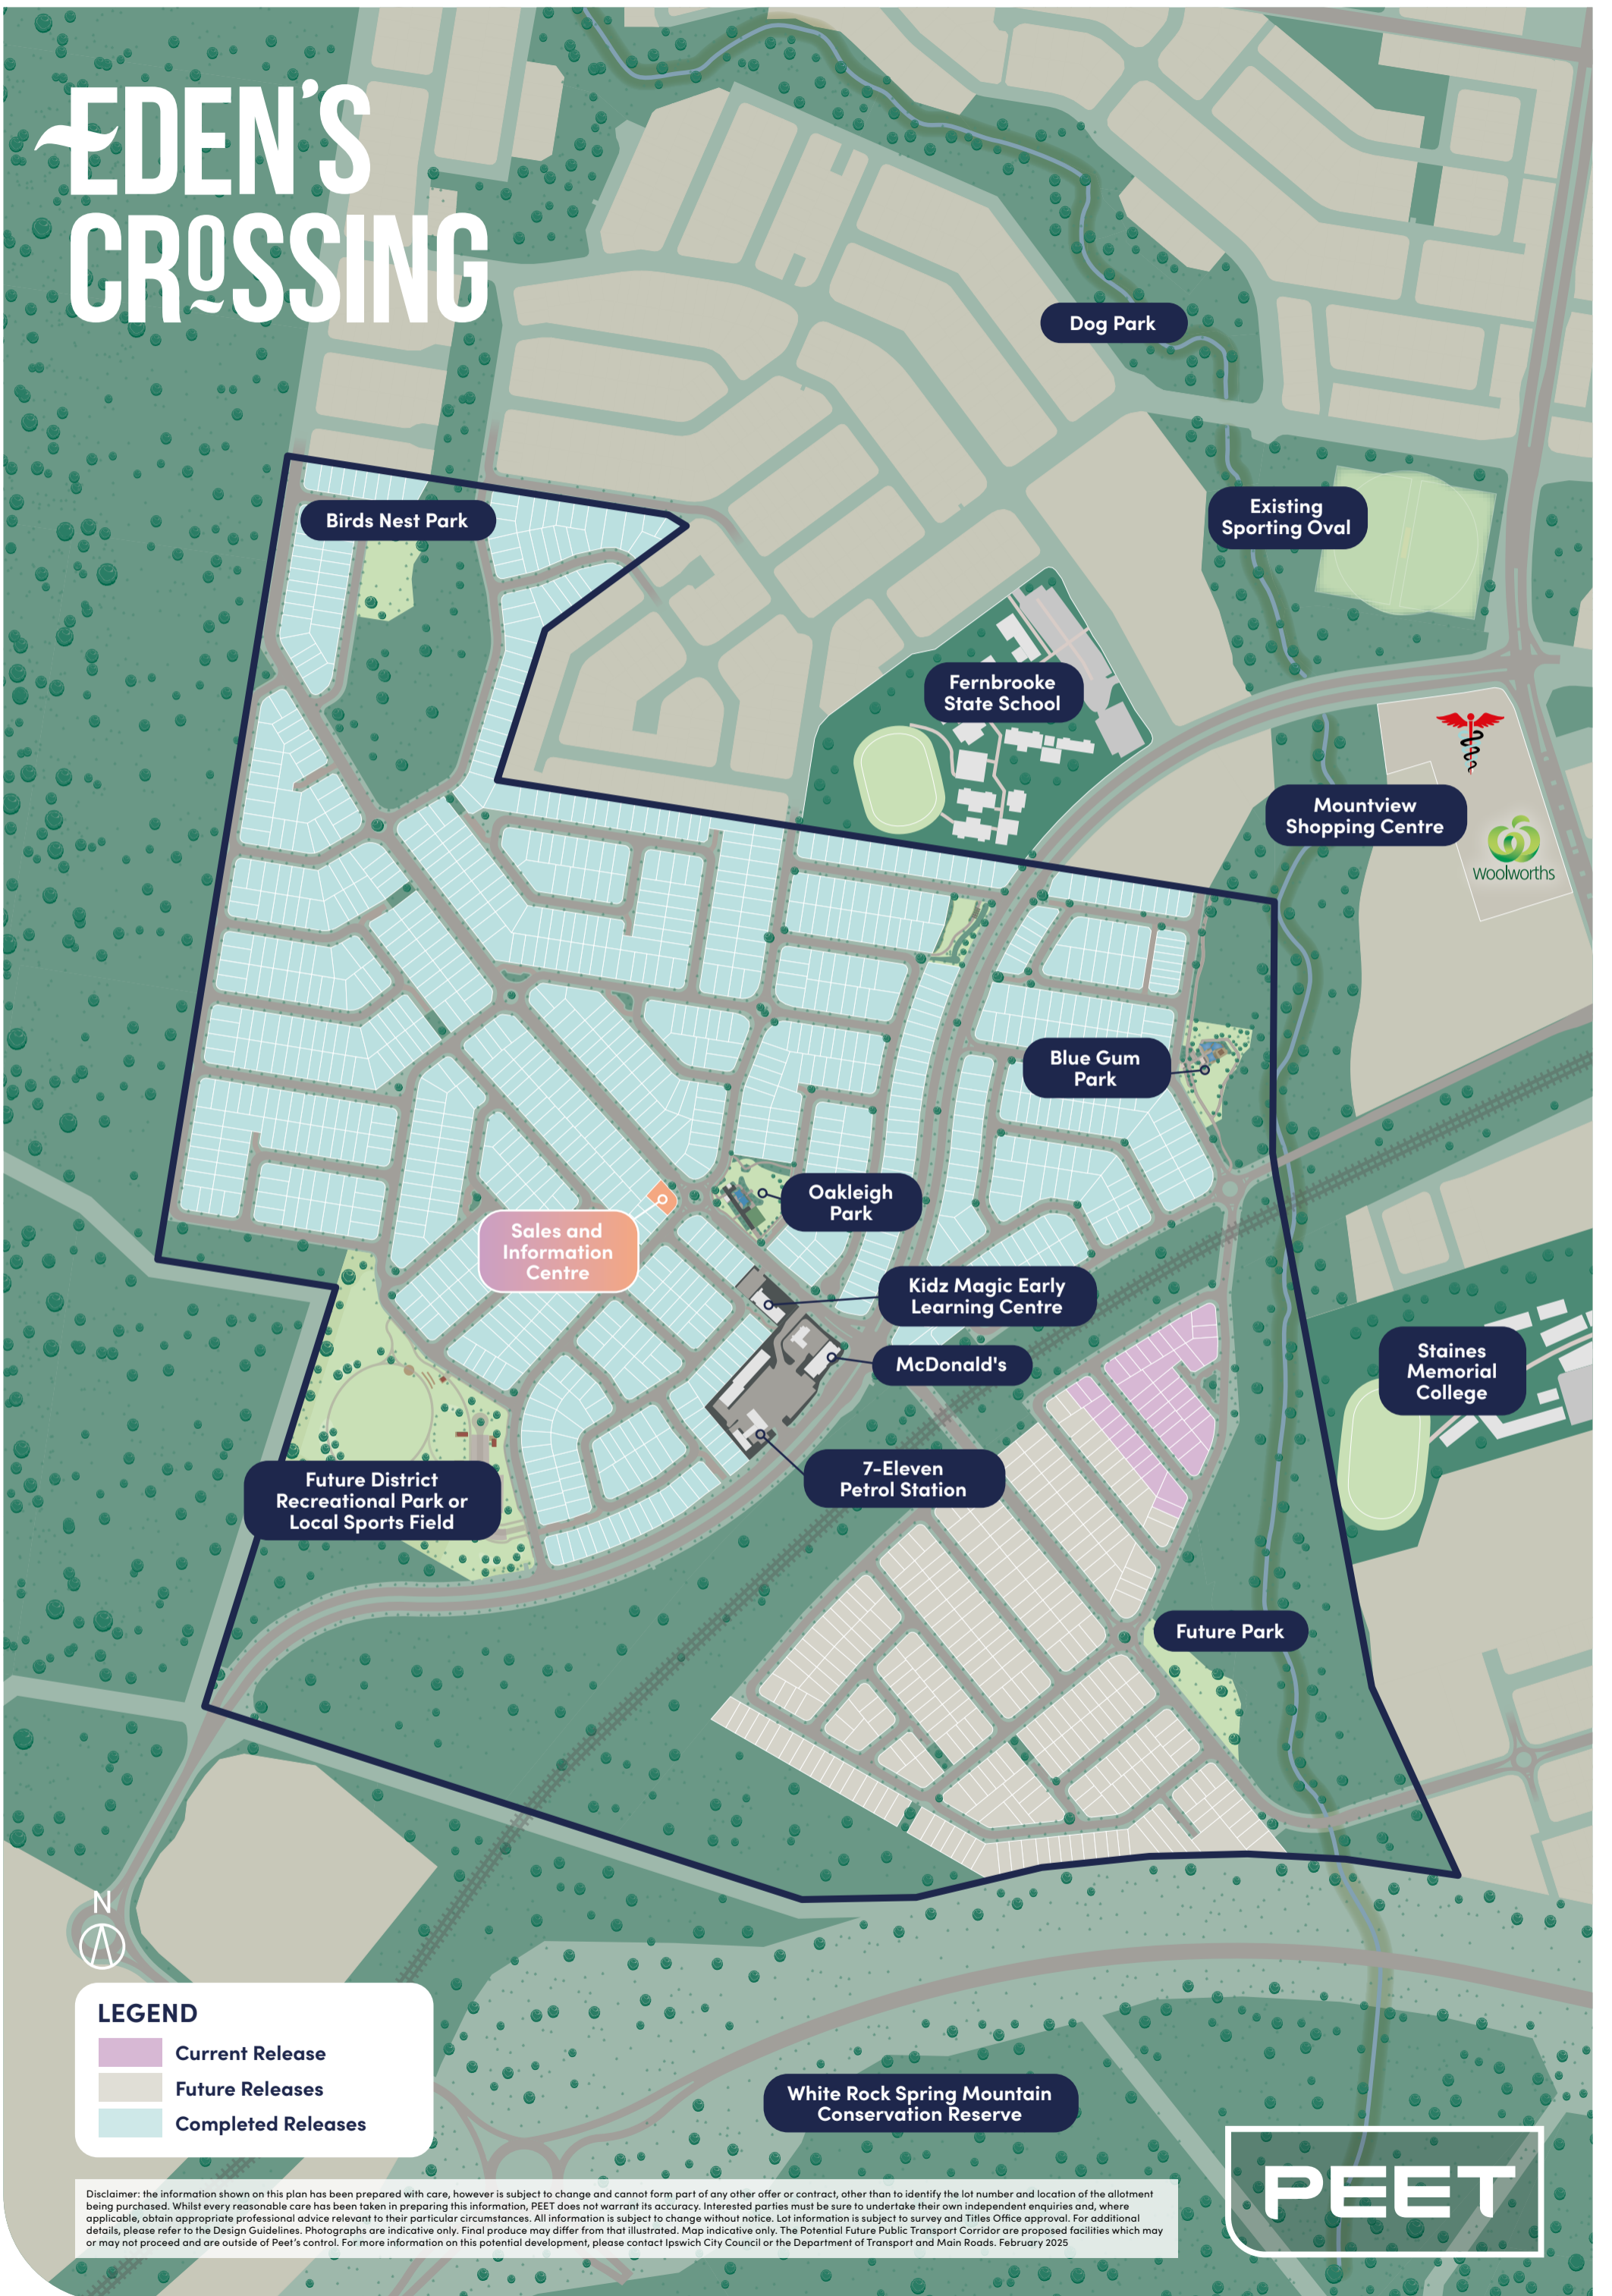 EDEN'S
CROSSING
Dog Park
Existing
Sporting Oval
Birds Nest Park
Fernbrooke
State School
Mountview
Shopping Centre
Woolworths
Blue Gum
Park
Oakleigh
Park
Sales and
Information
Centre
Kidz Magic Early
Learning Centre
McDonald's
Staines
Memorial
College
7-Eleven
Petrol Station
Future District
Recreational Park or
Local Sports Field
Future Park
N
LEGEND
Current Release
Future Releases
Completed Releases
White Rock Spring Mountain
Conservation Reserve
PEET
Disclaimer: the information shown on this plan has been prepared with care, however is subject to change and cannot form part of any other offer or contract, other than to identify the lot number and location of the allotment
being purchased. Whilst every reasonable care has been taken in preparing this information, PEET does not warrant its accuracy. Interested parties must be sure to undertake their own independent enquiries and, where
applicable, obtain appropriate professional advice relevant to their particular circumstances. All information is subject to change without notice. Lot information is subject to survey and Titles Office approval. For additional
details, please refer to the Design Guidelines. Photographs are indicative only. Final produce may differ from that illustrated. Map indicative only. The Potential Future Public Transport Corridor are proposed facilities which may
or may not proceed and are outside of Peet's control. For more information on this potential development, please contact Ipswich City Council or the Department of Transport and Main Roads. February 2025